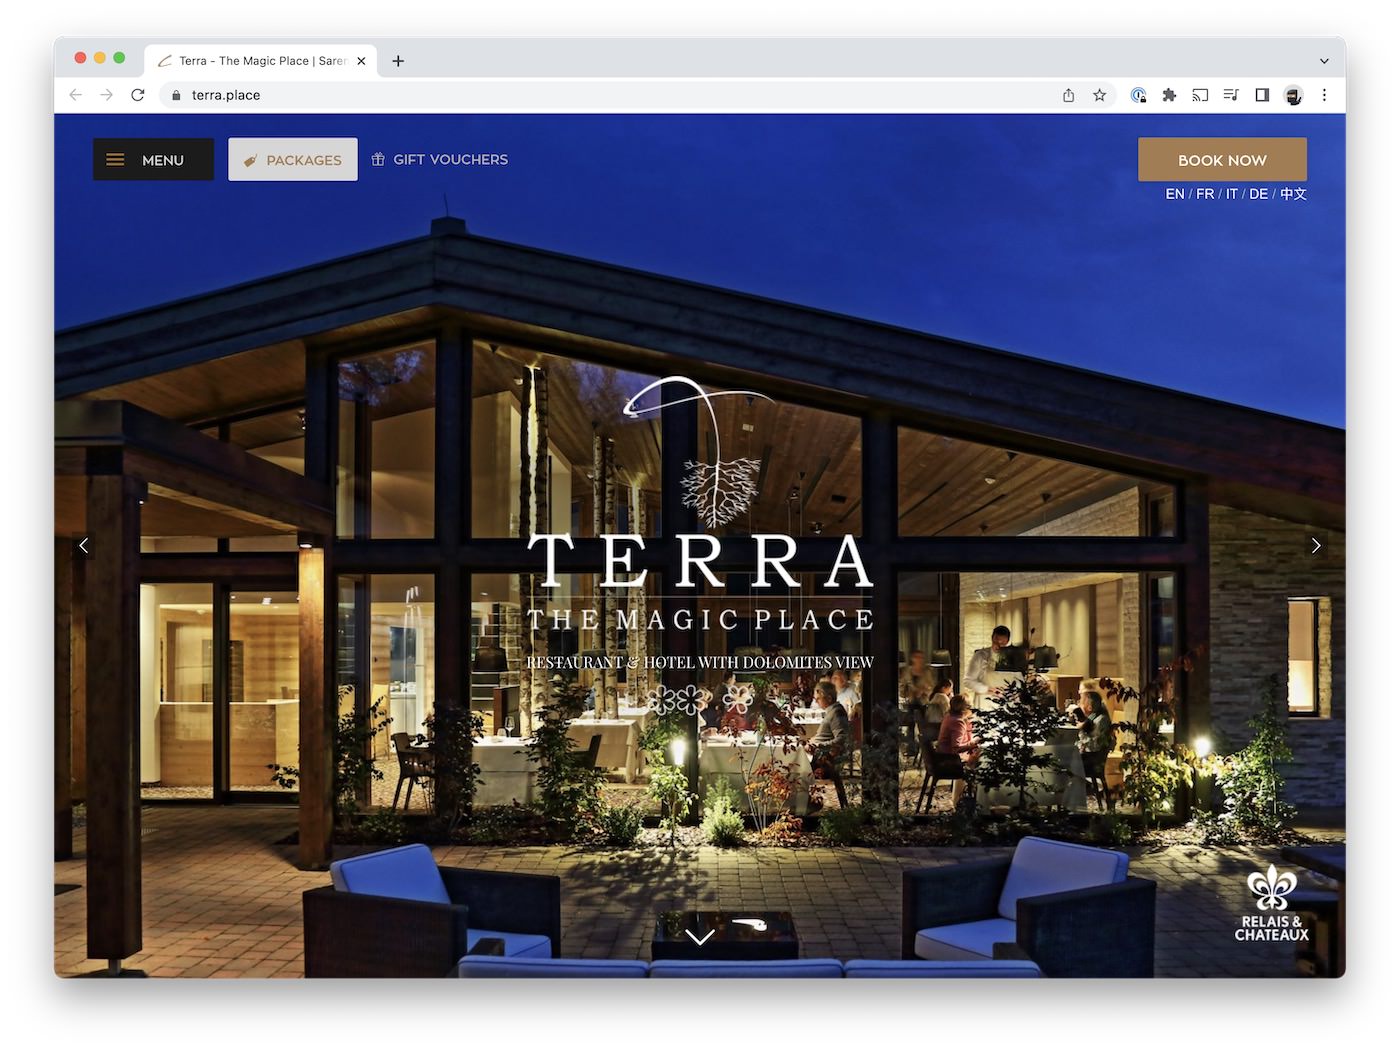 Terra - The Magic Place | Saren
terra.place
MENU
PACKAGES
GIFT VOUCHERS
BOOK NOW
EN / FR / IT / DE / 中文
TERRA
THE MAGIC PLACE
RESTAURANT & HOTEL WITH DOLOMITES VIEW
RELAIS &
CHATEAUX